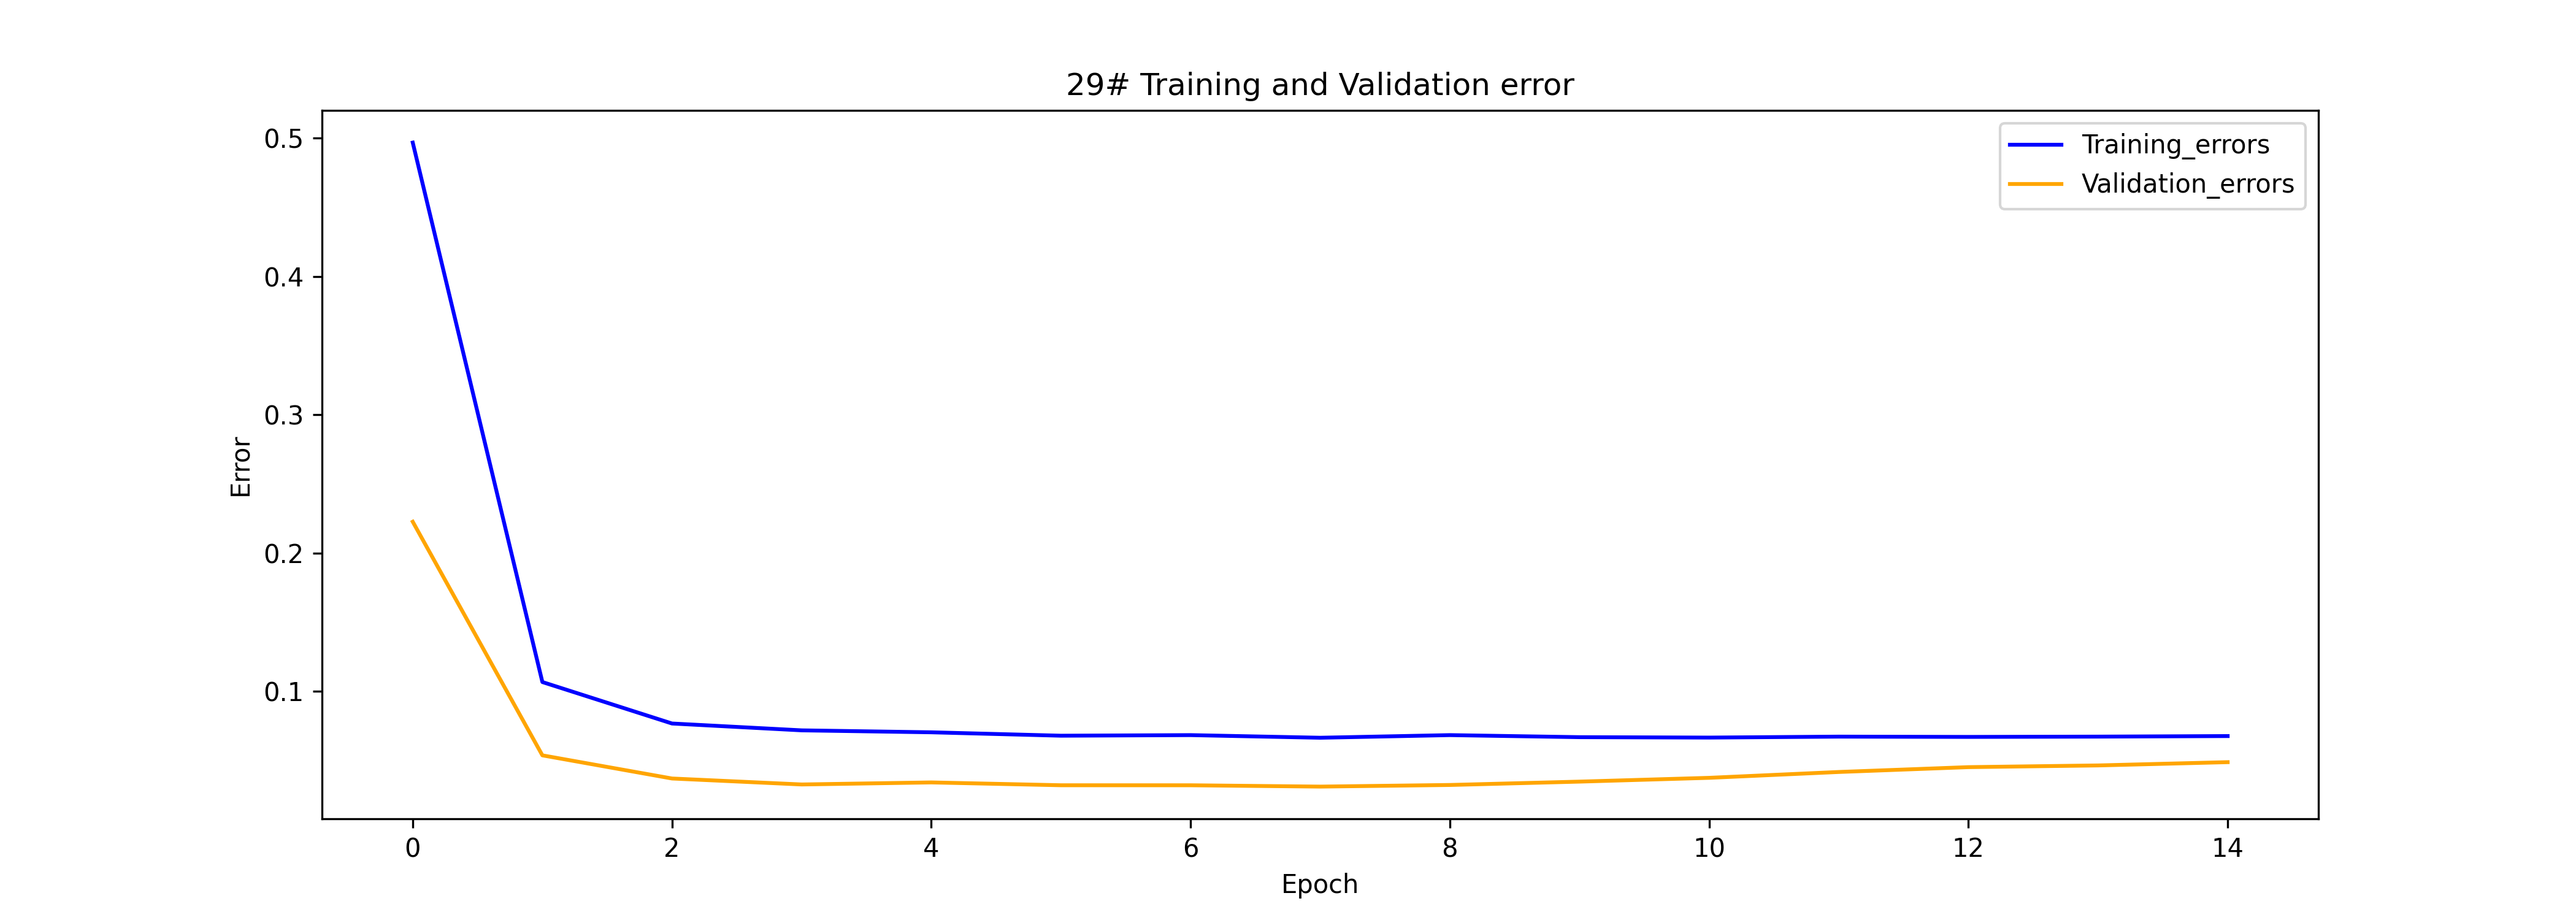 29# Training and Validation error
Training_errors
Validation_errors
0.5
0.4
0.3
0.2
0.1
Error
0 2 4 6 8 10 12 14
Epoch